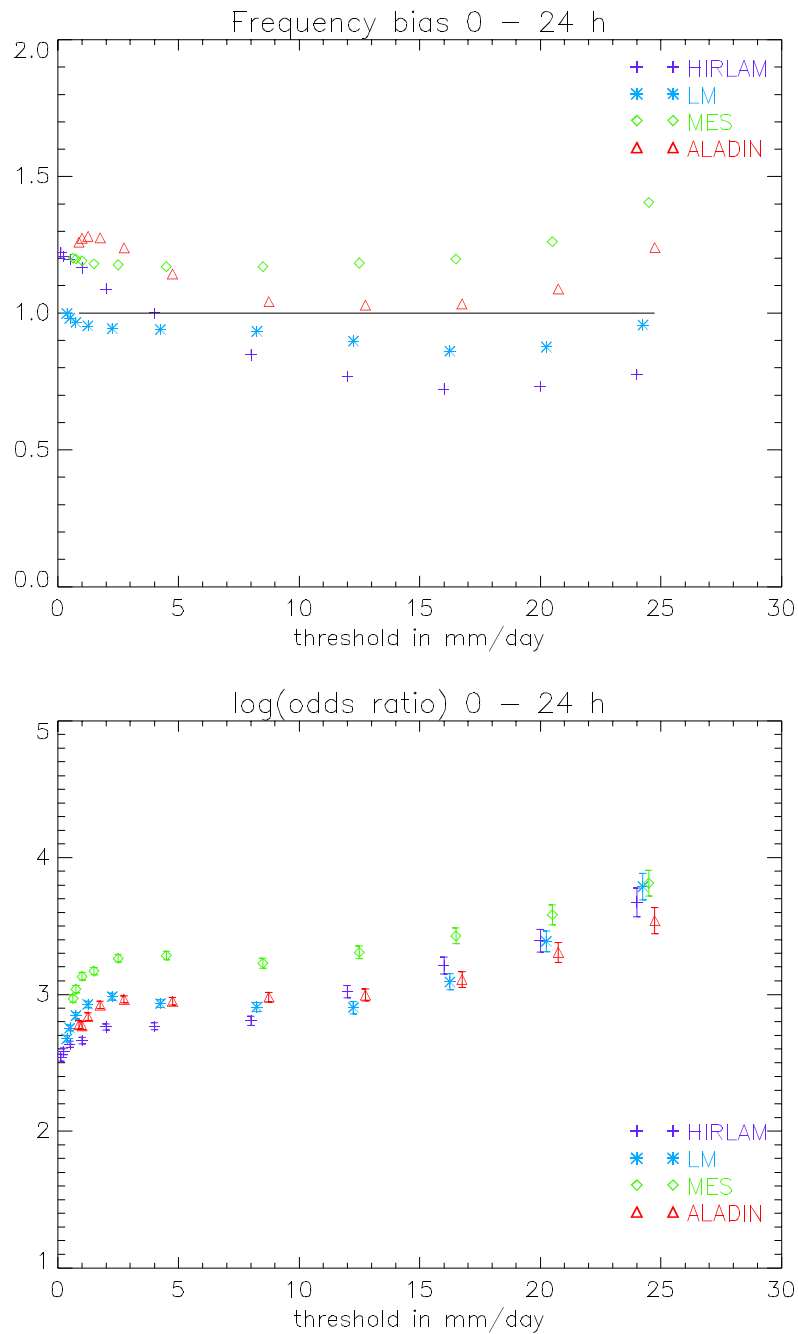 Frequency bias 0 – 24 h
2.0
HIRLAM
LM
MES
ALADIN
1.5
1.0
0.5
0.0
0 5 10 15 20 25 30
threshold in mm/day
log(odds ratio) 0 – 24 h
5
4
3
2
HIRLAM
LM
MES
ALADIN
1
0 5 10 15 20 25 30
threshold in mm/day